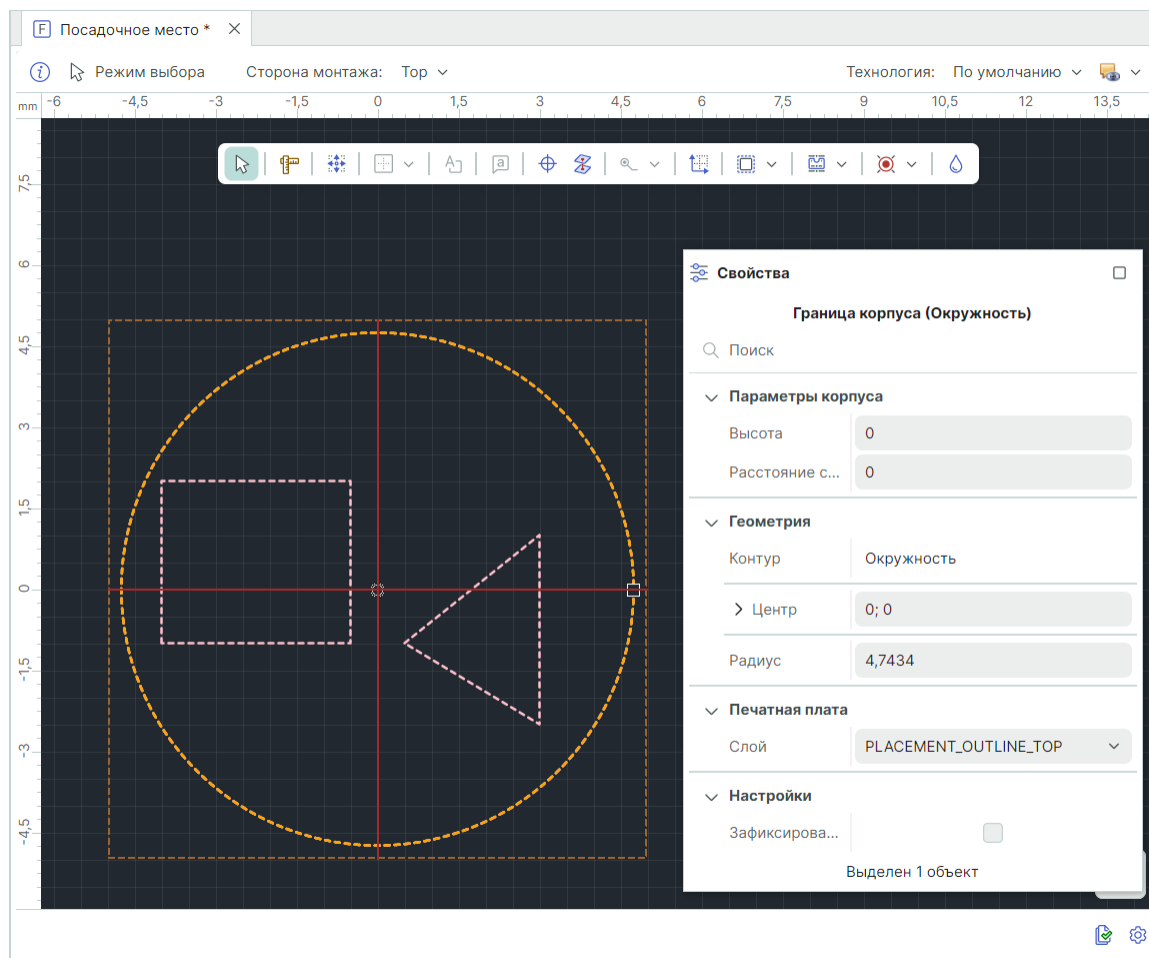 F Посадочное место *
Режим выбора Сторона монтажа: Top Технология: По умолчанию
mm -6 -4,5 -3 -1,5 0 1,5 3 4,5 6 7,5 9 10,5 12 13,5
7,5
6
4,5
3
1,5
0
-1,5
-3
-4,5
Свойства
Граница корпуса (Окружность)
Поиск
Параметры корпуса
Высота 0
Расстояние с... 0
Геометрия
Контур Окружность
Центр 0; 0
Радиус 4,7434
Печатная плата
Слой PLACEMENT_OUTLINE_TOP
Настройки
Зафиксирова...
Выделен 1 объект